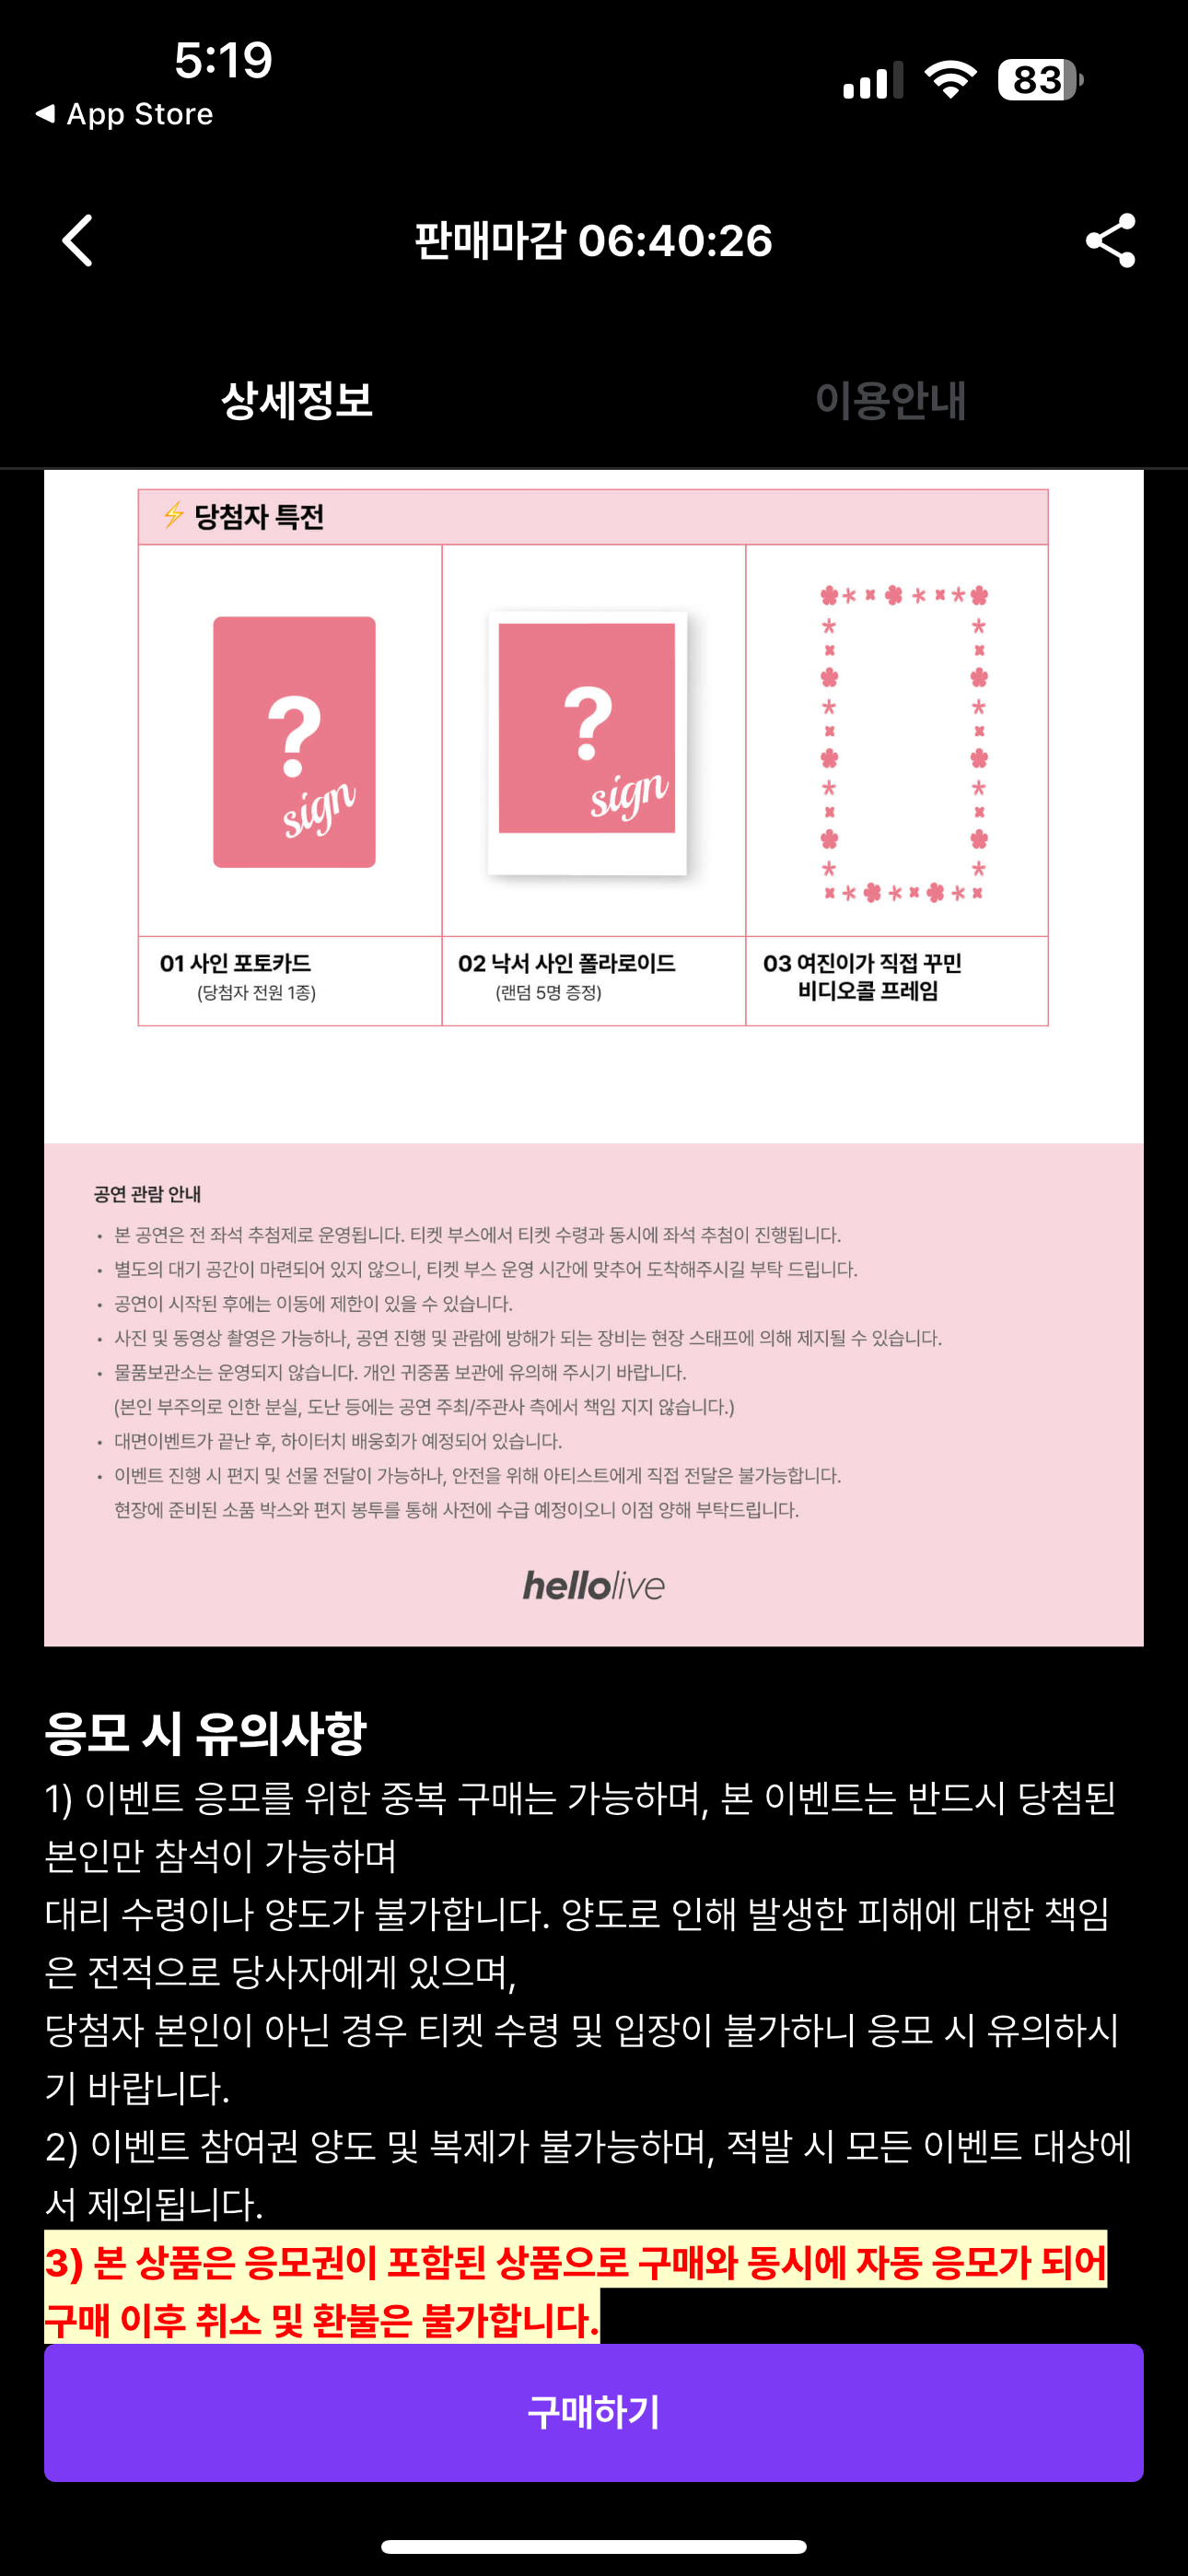 5:19
83
◀ App Store
판매마감 06:40:26
상세정보
이용안내
⚡ 당첨자 특전
?
sign
?
sign
01 사인 포토카드
(당첨자 전원 1종)
02 낙서 사인 폴라로이드
(랜덤 5명 증정)
03 여진이가 직접 꾸민
비디오콜 프레임
공연 관람 안내
• 본 공연은 전 좌석 추첨제로 운영됩니다. 티켓 부스에서 티켓 수령과 동시에 좌석 추첨이 진행됩니다.
• 별도의 대기 공간이 마련되어 있지 않으니, 티켓 부스 운영 시간에 맞추어 도착해주시길 부탁 드립니다.
• 공연이 시작된 후에는 이동에 제한이 있을 수 있습니다.
• 사진 및 동영상 촬영은 가능하나, 공연 진행 및 관람에 방해가 되는 장비는 현장 스태프에 의해 제지될 수 있습니다.
• 물품보관소는 운영되지 않습니다. 개인 귀중품 보관에 유의해 주시기 바랍니다.
(본인 부주의로 인한 분실, 도난 등에는 공연 주최/주관사 측에서 책임 지지 않습니다.)
• 대면이벤트가 끝난 후, 하이터치 배웅회가 예정되어 있습니다.
• 이벤트 진행 시 편지 및 선물 전달이 가능하나, 안전을 위해 아티스트에게 직접 전달은 불가능합니다.
현장에 준비된 소품 박스와 편지 봉투를 통해 사전에 수급 예정이오니 이점 양해 부탁드립니다.
hellolive
응모 시 유의사항
1) 이벤트 응모를 위한 중복 구매는 가능하며, 본 이벤트는 반드시 당첨된
본인만 참석이 가능하며
대리 수령이나 양도가 불가합니다. 양도로 인해 발생한 피해에 대한 책임
은 전적으로 당사자에게 있으며,
당첨자 본인이 아닌 경우 티켓 수령 및 입장이 불가하니 응모 시 유의하시
기 바랍니다.
2) 이벤트 참여권 양도 및 복제가 불가능하며, 적발 시 모든 이벤트 대상에
서 제외됩니다.
3) 본 상품은 응모권이 포함된 상품으로 구매와 동시에 자동 응모가 되어
구매 이후 취소 및 환불은 불가합니다.
구매하기